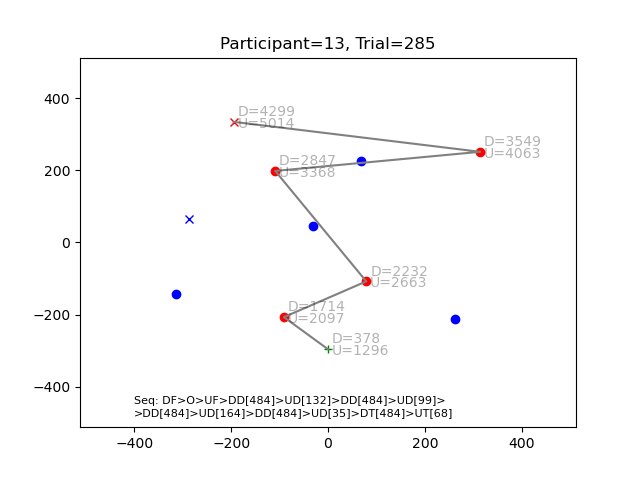 Participant=13, Trial=285
400
200
0
−200
−400
D=4299
U=5014
D=3549
U=4063
D=2847
U=3368
D=2232
U=2663
D=1714
U=2097
D=378
U=1296
Seq: DF>O>UF>DD[484]>UD[132]>DD[484]>UD[99]>
>DD[484]>UD[164]>DD[484]>UD[35]>DT[484]>UT[68]
−400 −200 0 200 400